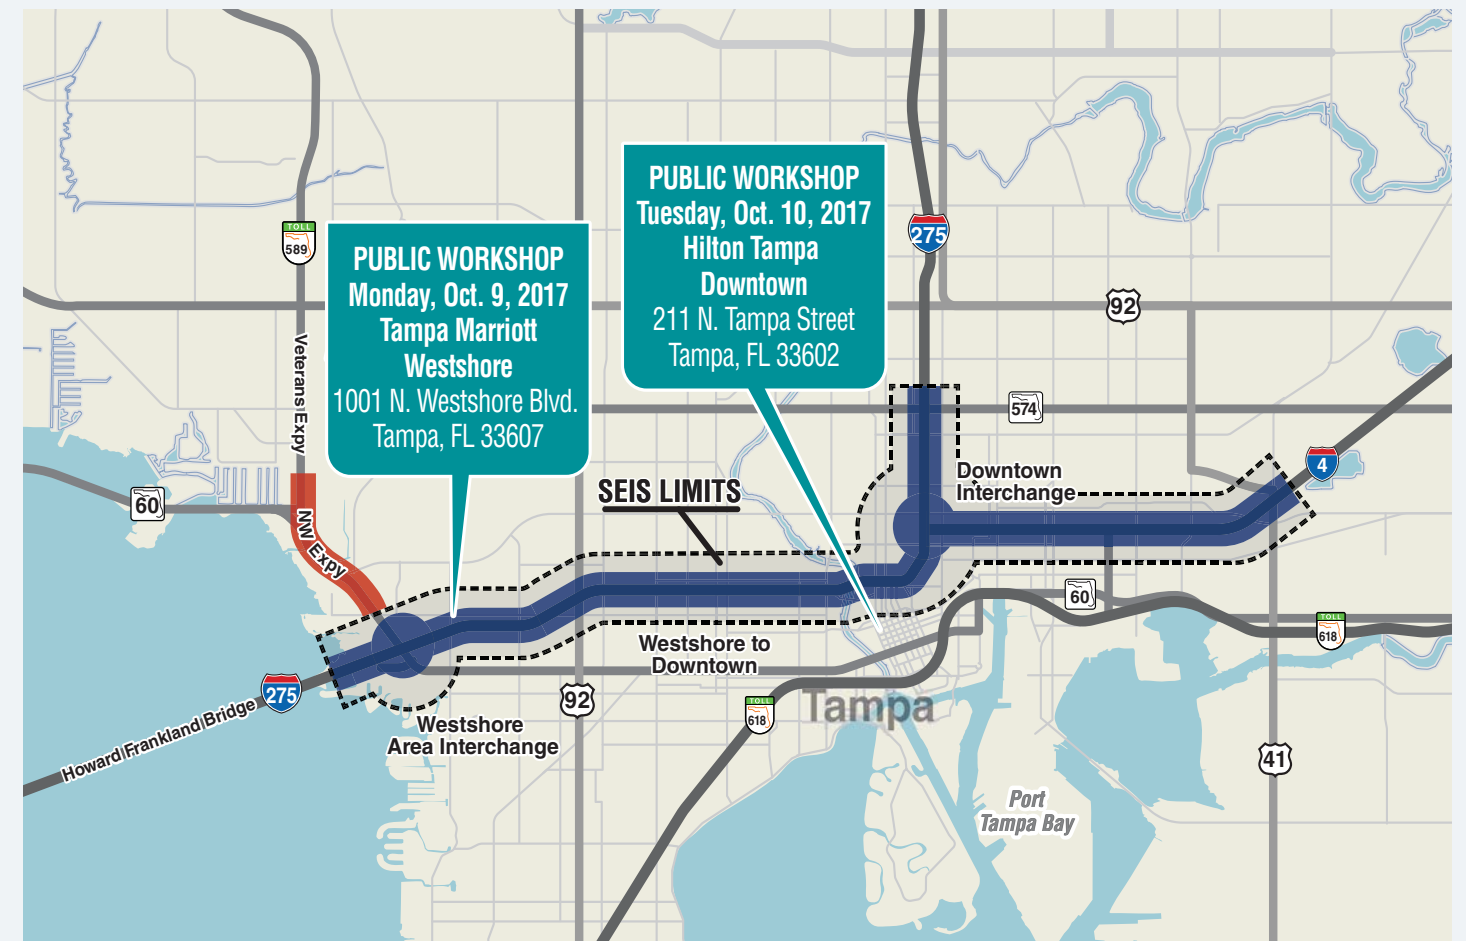 PUBLIC WORKSHOP
Tuesday, Oct. 10, 2017
Hilton Tampa
Downtown
211 N. Tampa Street
Tampa, FL 33602
PUBLIC WORKSHOP
Monday, Oct. 9, 2017
Tampa Marriott
Westshore
1001 N. Westshore Blvd.
Tampa, FL 33607
TOLL
589
275
92
Veterans Expy
574
4
60
NW Expy
SEIS LIMITS
Downtown
Interchange
60
TOLL
618
Westshore to
Downtown
275
Howard Frankland Bridge
92
TOLL
618
Tampa
Westshore
Area Interchange
41
Port
Tampa Bay